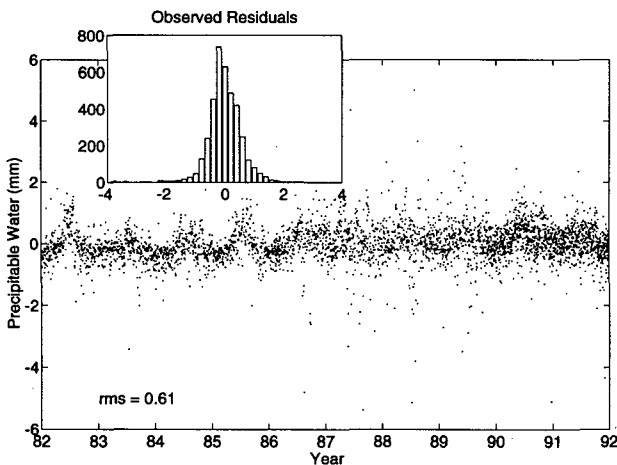 Observed Residuals
800
600
400
200
0
-4 -2 0 2 4
Precipitable Water (mm)
6
4
2
0
-2
-4
-6
rms = 0.61
82 83 84 85 86 87 88 89 90 91 92
Year